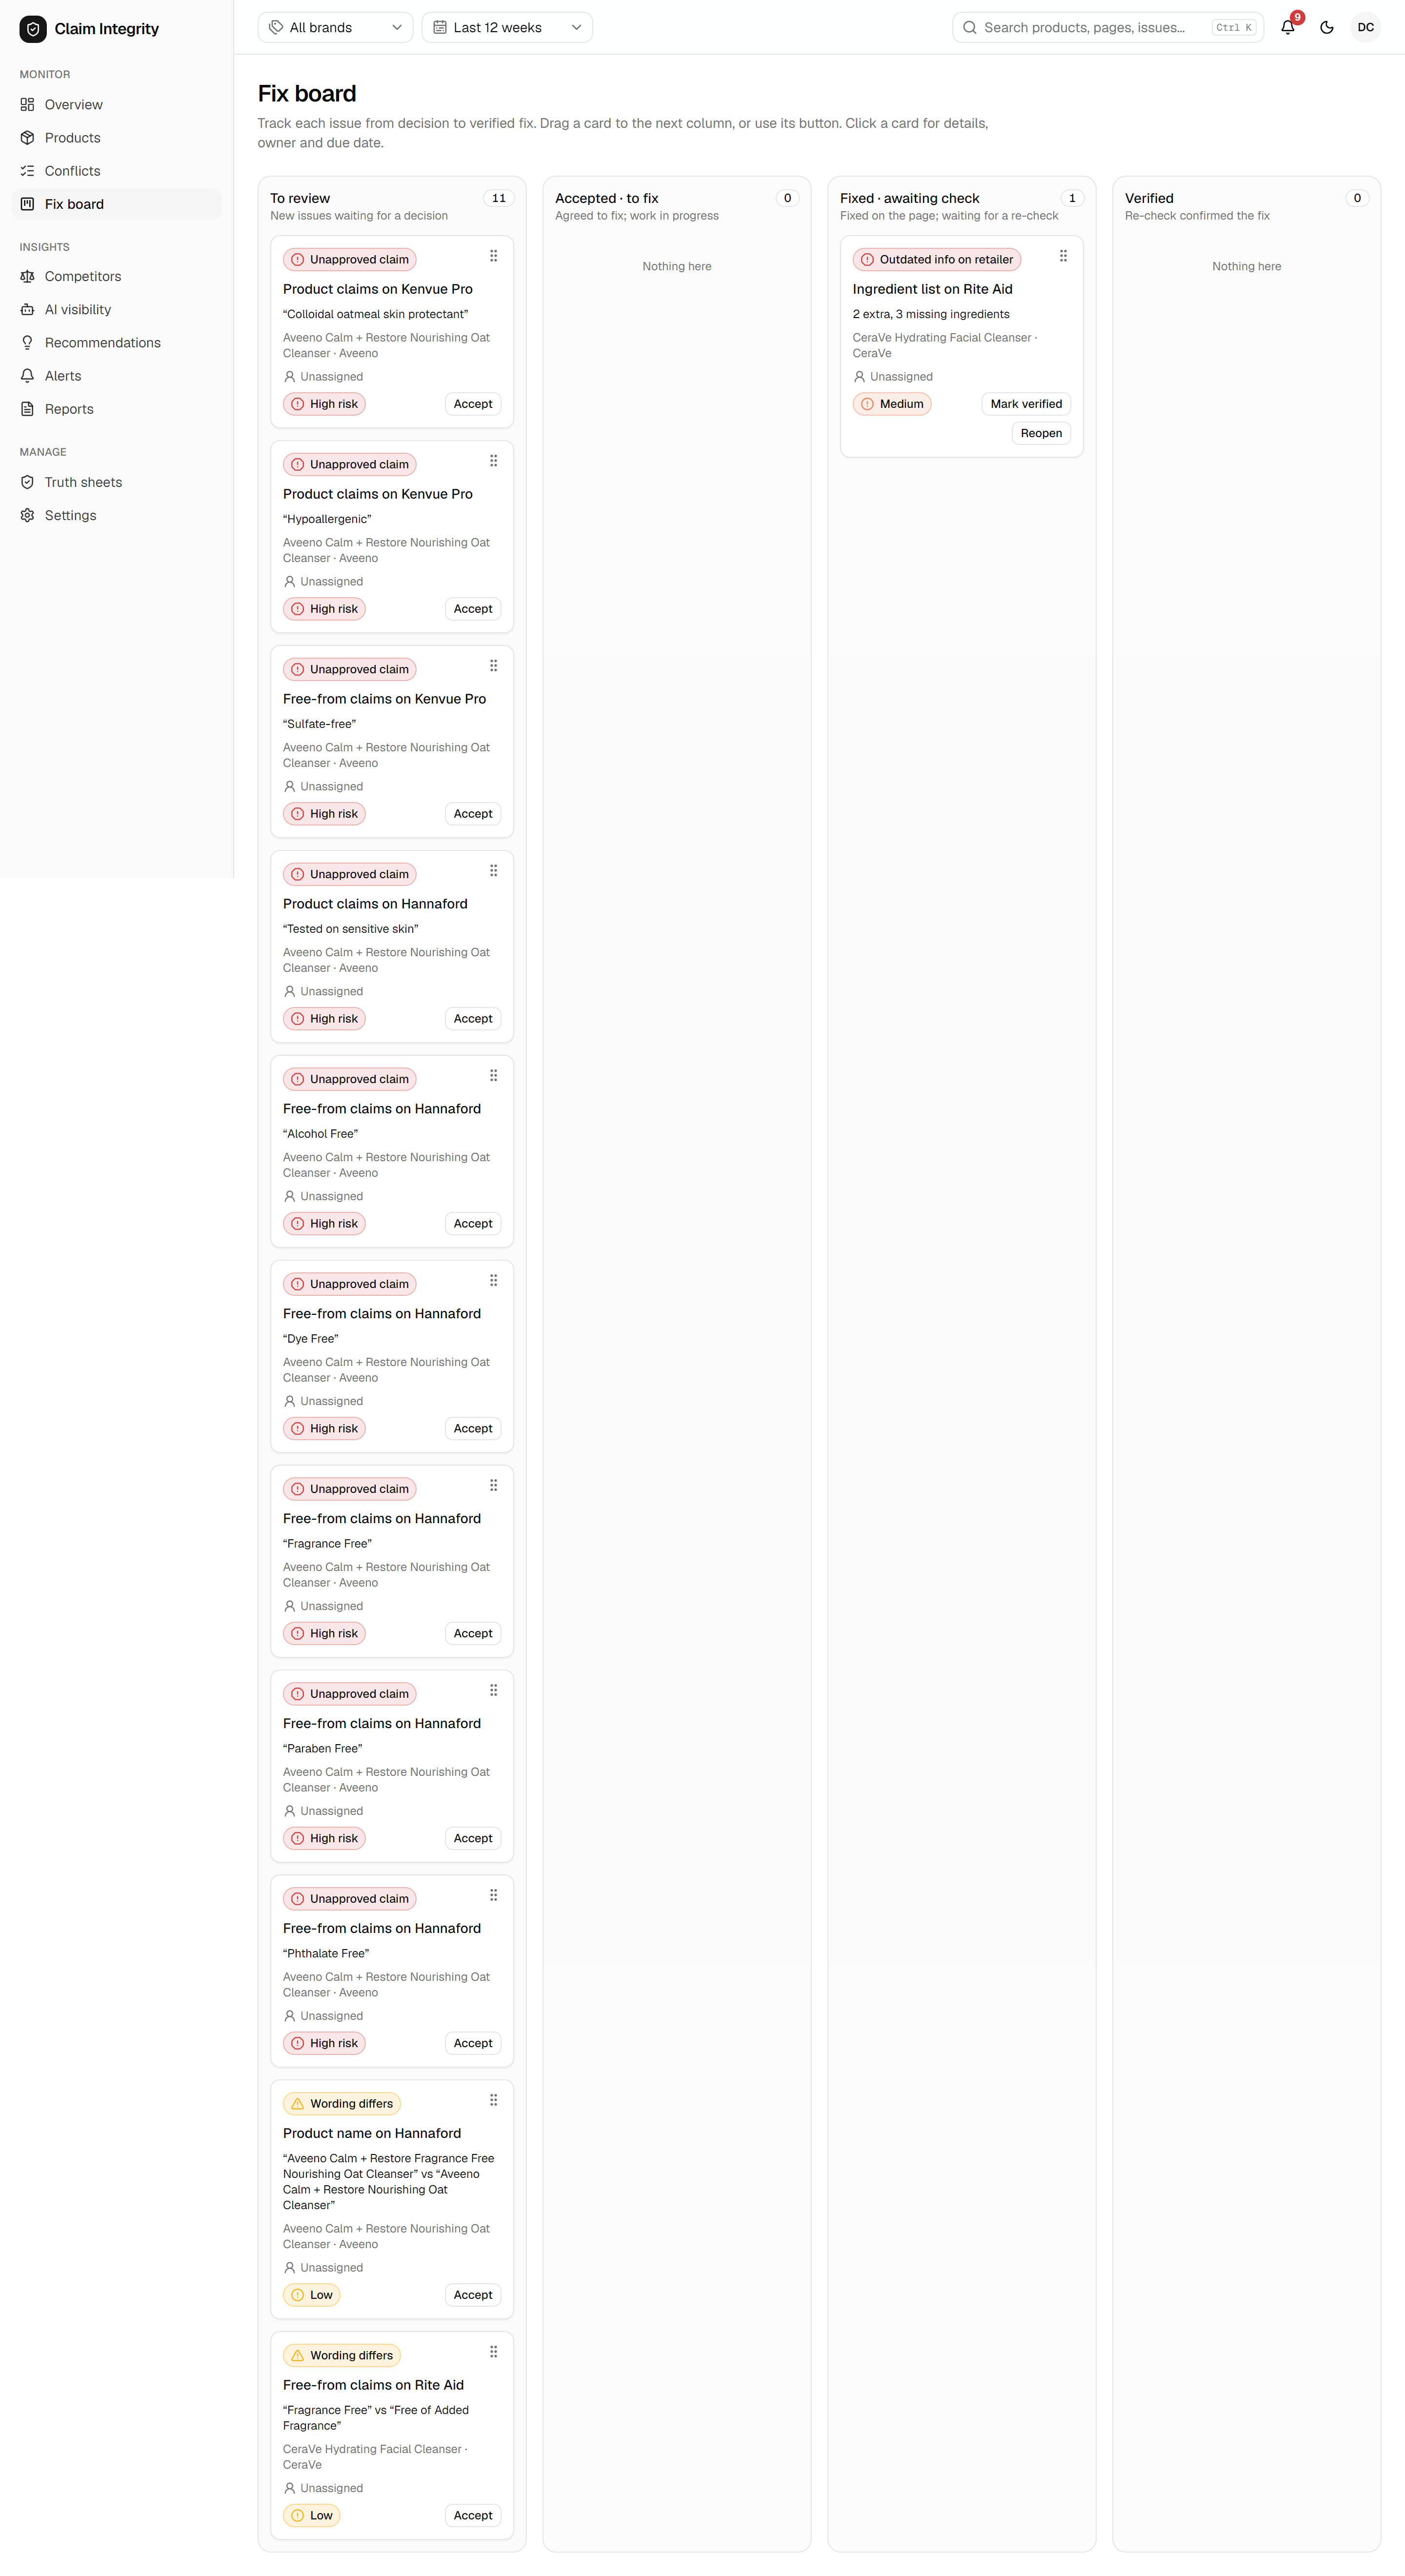 Claim Integrity
MONITOR
Overview
Products
Conflicts
Fix board
INSIGHTS
Competitors
AI visibility
Recommendations
Alerts
Reports
MANAGE
Truth sheets
Settings
All brands
Last 12 weeks
Search products, pages, issues...
Ctrl K
9
DC
Fix board
Track each issue from decision to verified fix. Drag a card to the next column, or use its button. Click a card for details,
owner and due date.
To review
11
New issues waiting for a decision
Unapproved claim
Product claims on Kenvue Pro
“Colloidal oatmeal skin protectant”
Aveeno Calm + Restore Nourishing Oat
Cleanser · Aveeno
Unassigned
High risk
Accept
Unapproved claim
Product claims on Kenvue Pro
“Hypoallergenic”
Aveeno Calm + Restore Nourishing Oat
Cleanser · Aveeno
Unassigned
High risk
Accept
Unapproved claim
Free-from claims on Kenvue Pro
“Sulfate-free”
Aveeno Calm + Restore Nourishing Oat
Cleanser · Aveeno
Unassigned
High risk
Accept
Unapproved claim
Product claims on Hannaford
“Tested on sensitive skin”
Aveeno Calm + Restore Nourishing Oat
Cleanser · Aveeno
Unassigned
High risk
Accept
Unapproved claim
Free-from claims on Hannaford
“Alcohol Free”
Aveeno Calm + Restore Nourishing Oat
Cleanser · Aveeno
Unassigned
High risk
Accept
Unapproved claim
Free-from claims on Hannaford
“Dye Free”
Aveeno Calm + Restore Nourishing Oat
Cleanser · Aveeno
Unassigned
High risk
Accept
Unapproved claim
Free-from claims on Hannaford
“Fragrance Free”
Aveeno Calm + Restore Nourishing Oat
Cleanser · Aveeno
Unassigned
High risk
Accept
Unapproved claim
Free-from claims on Hannaford
“Paraben Free”
Aveeno Calm + Restore Nourishing Oat
Cleanser · Aveeno
Unassigned
High risk
Accept
Unapproved claim
Free-from claims on Hannaford
“Phthalate Free”
Aveeno Calm + Restore Nourishing Oat
Cleanser · Aveeno
Unassigned
High risk
Accept
Wording differs
Product name on Hannaford
“Aveeno Calm + Restore Fragrance Free
Nourishing Oat Cleanser” vs “Aveeno
Calm + Restore Nourishing Oat
Cleanser”
Aveeno Calm + Restore Nourishing Oat
Cleanser · Aveeno
Unassigned
Low
Accept
Wording differs
Free-from claims on Rite Aid
“Fragrance Free” vs “Free of Added
Fragrance”
CeraVe Hydrating Facial Cleanser ·
CeraVe
Unassigned
Low
Accept
Accepted · to fix
0
Agreed to fix; work in progress
Nothing here
Fixed · awaiting check
1
Fixed on the page; waiting for a re-check
Outdated info on retailer
Ingredient list on Rite Aid
2 extra, 3 missing ingredients
CeraVe Hydrating Facial Cleanser ·
CeraVe
Unassigned
Medium
Mark verified
Reopen
Verified
0
Re-check confirmed the fix
Nothing here